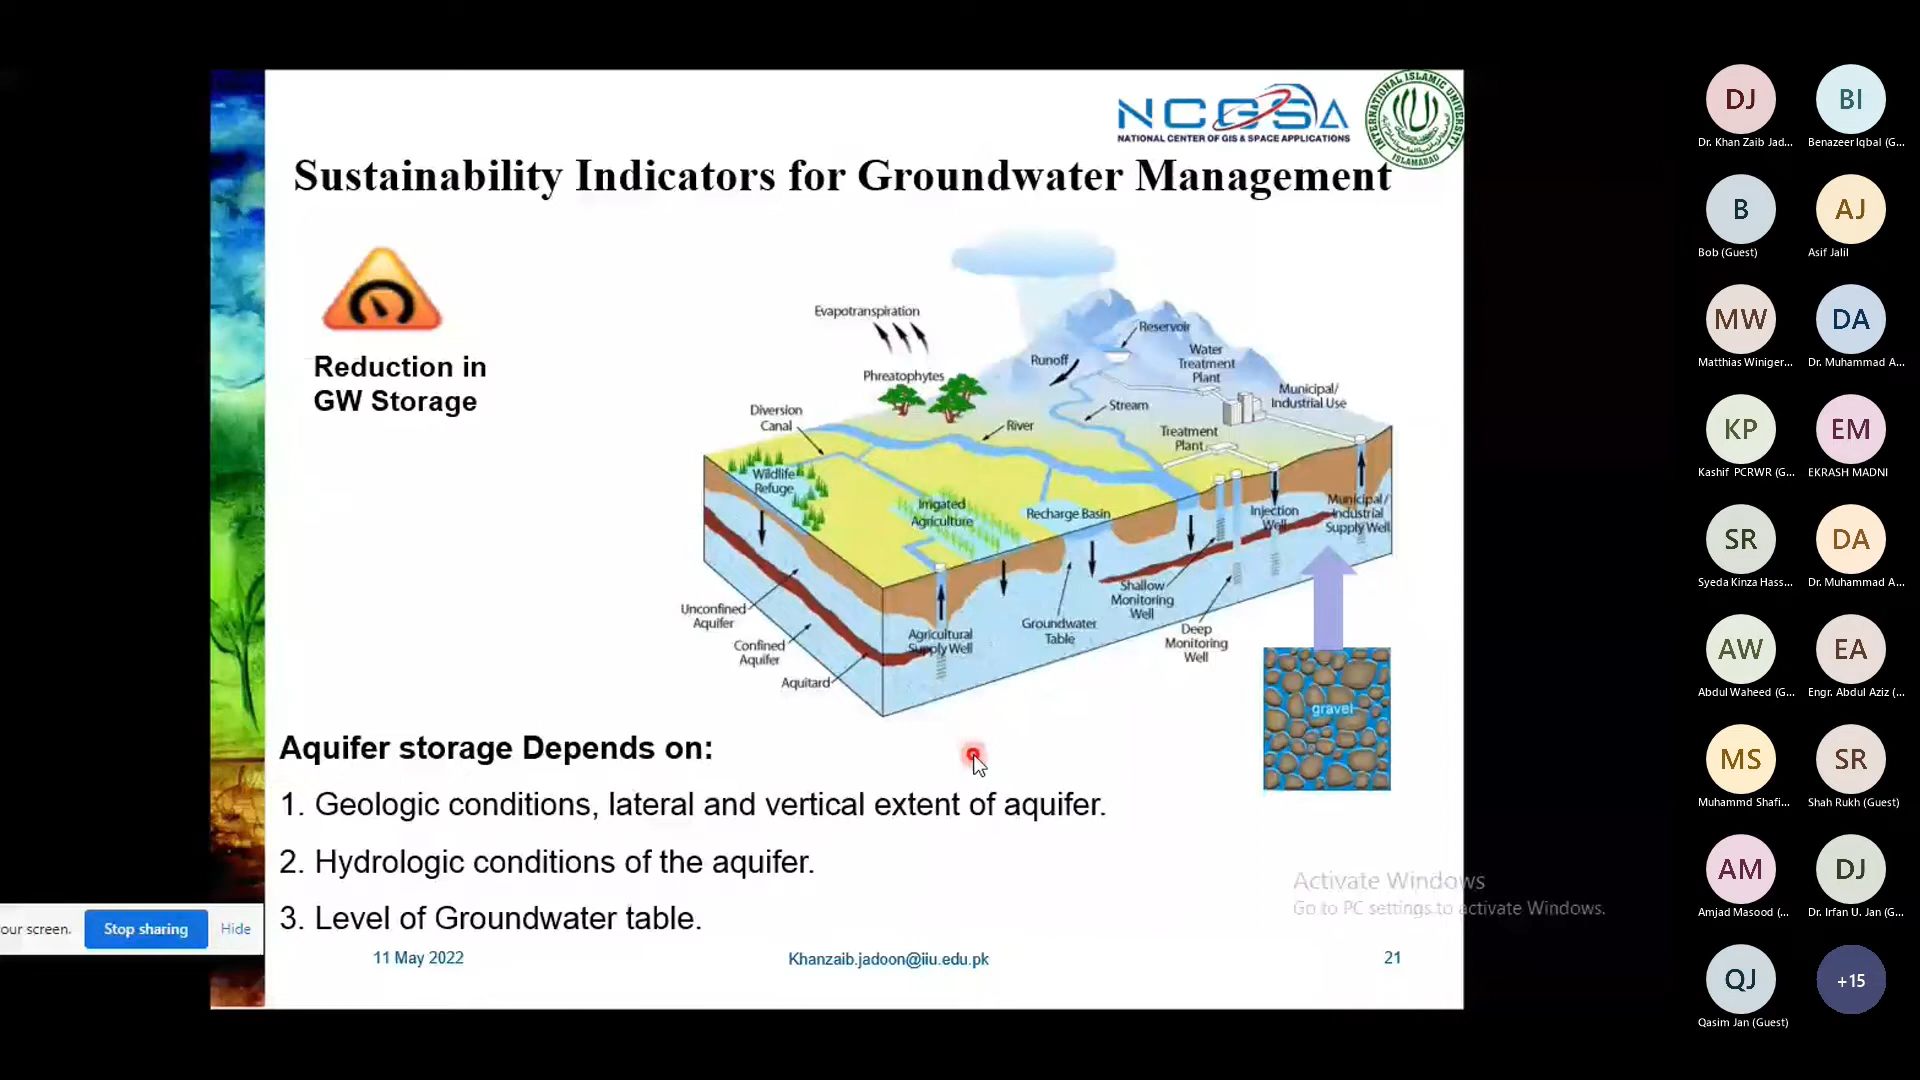 NCGSA
NATIONAL CENTER OF GIS & SPACE APPLICATIONS
INTERNATIONAL ISLAMIC UNIVERSITY
ISLAMABAD
Sustainability Indicators for Groundwater Management
Reduction in
GW Storage
Evapotranspiration
Phreatophytes
Diversion
Canal
River
Runoff
Reservoir
Water
Treatment
Plant
Municipal/
Industrial Use
Stream
Treatment
Plant
Wildlife
Refuge
Irrigated
Agriculture
Recharge Basin
Injection
Well
Municipal/
Industrial
Supply Well
Unconfined
Aquifer
Confined
Aquifer
Aquitard
Agricultural
Supply Well
Groundwater
Table
Shallow
Monitoring
Well
Deep
Monitoring
Well
gravel
Aquifer storage Depends on:
1. Geologic conditions, lateral and vertical extent of aquifer.
2. Hydrologic conditions of the aquifer.
3. Level of Groundwater table.
11 May 2022
Khanzaib.jadoon@iiu.edu.pk
21
our screen.
Stop sharing
Hide
Activate Windows
Go to PC settings to activate Windows.
DJ
Dr. Khan Zaib Jad...
BI
Benazeer Iqbal (G...
B
Bob (Guest)
AJ
Asif Jalil
MW
Matthias Winiger...
DA
Dr. Muhammad A...
KP
Kashif PCRWR (G...
EM
EKRASH MADNI
SR
Syeda Kinza Hass...
DA
Dr. Muhammad A...
AW
Abdul Waheed (G...
EA
Engr. Abdul Aziz (...
MS
Muhammd Shafi...
SR
Shah Rukh (Guest)
AM
Amjad Masood (...
DJ
Dr. Irfan U. Jan (G...
QJ
Qasim Jan (Guest)
+15